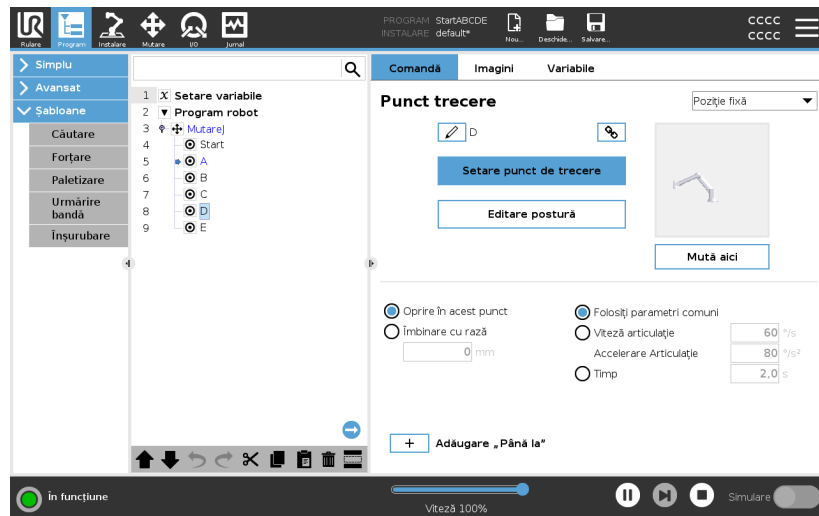 UR
PROGRAM StartABCDE
INSTALARE default*
cccc
cccc
Rulare Program Instalare Mutare I/O Jurnal Nou... Deschide... Salvare...
Simplu
Avansat
Șabloane
Căutare
Forțare
Paletizare
Urmărire
bandă
Înșurubare
1 X Setare variabile
2 Program robot
3 MutareJ
4 Start
5 A
6 B
7 C
8 D
9 E
Comandă Imagini Variabile
Punct trecere
Poziție fixă
D
Setare punct de trecere
Editare postură
Mută aici
Oprire în acest punct
Îmbinare cu rază
0 mm
Folosiți parametri comuni
Viteză articulație 60 °/s
Accelerare Articulație 80 °/s²
Timp 2,0 s
+ Adăugare „Până la”
În funcțiune
Viteză 100%
Simulare